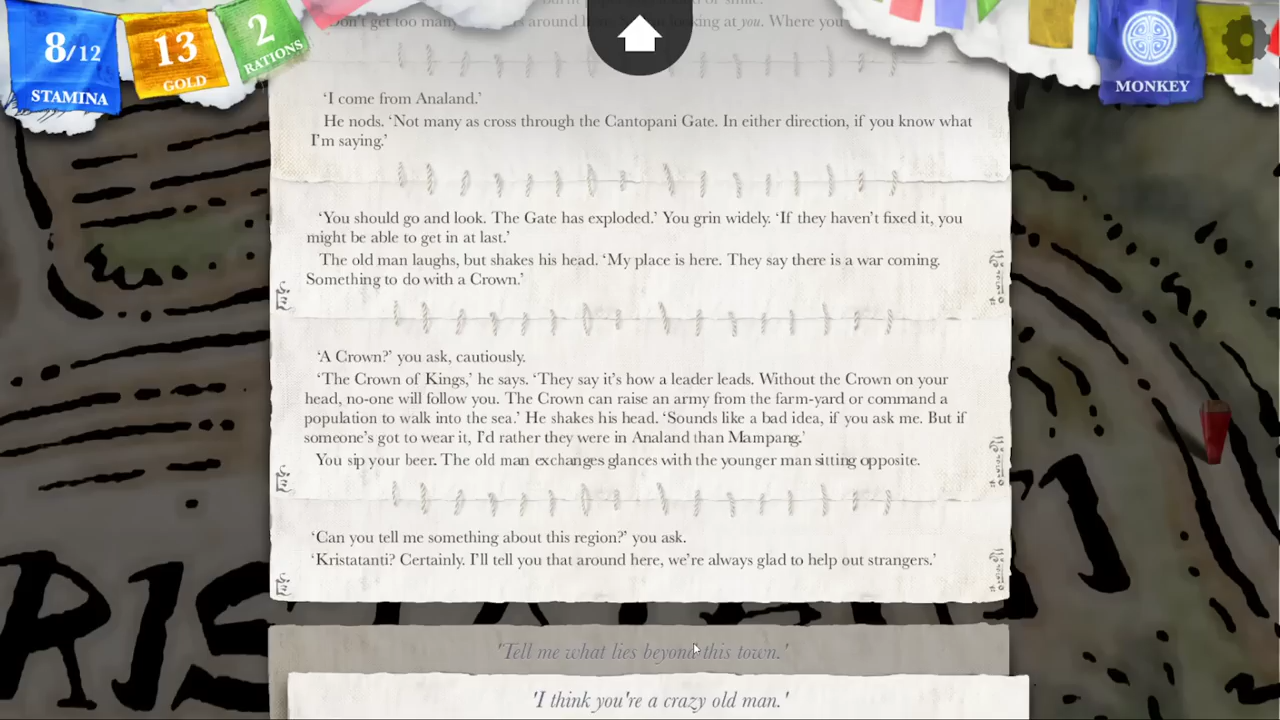 8/12
STAMINA
13
GOLD
2
RATIONS
MONKEY
Don't get too many
around
looking at you. Where you
'I come from Analand.'
He nods. 'Not many as cross through the Cantopani Gate. In either direction, if you know what
I'm saying.'
'You should go and look. The Gate has exploded.' You grin widely. 'If they haven't fixed it, you
might be able to get in at last.'
The old man laughs, but shakes his head. 'My place is here. They say there is a war coming.
Something to do with a Crown.'
'A Crown?' you ask, cautiously.
'The Crown of Kings,' he says. 'They say it's how a leader leads. Without the Crown on your
head, no-one will follow you. The Crown can raise an army from the farm-yard or command a
population to walk into the sea.' He shakes his head. 'Sounds like a bad idea, if you ask me. But if
someone's got to wear it, I'd rather they were in Analand than Mampang.'
You sip your beer. The old man exchanges glances with the younger man sitting opposite.
'Can you tell me something about this region?' you ask.
'Kristatanti? Certainly. I'll tell you that around here, we're always glad to help out strangers.'
'Tell me what lies beyond this town.'
'I think you're a crazy old man.'